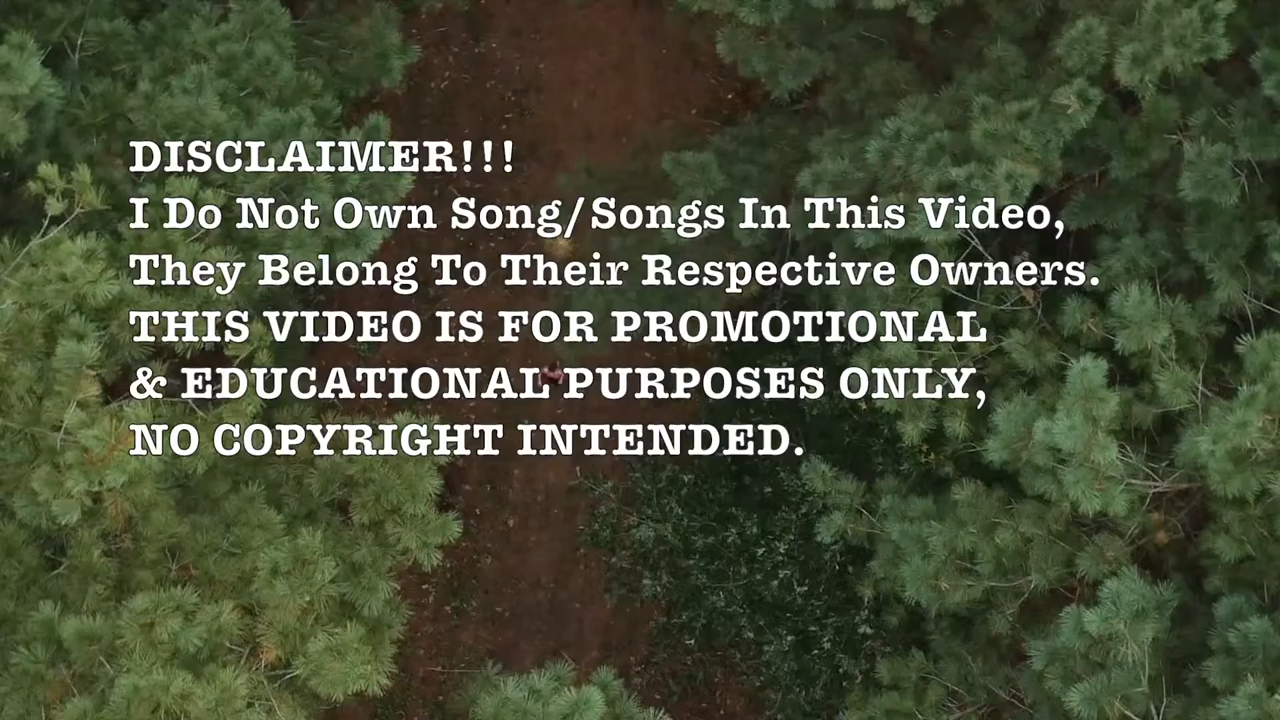 DISCLAIMER!!!
I Do Not Own Song/Songs In This Video,
They Belong To Their Respective Owners.
THIS VIDEO IS FOR PROMOTIONAL
& EDUCATIONAL PURPOSES ONLY,
NO COPYRIGHT INTENDED.